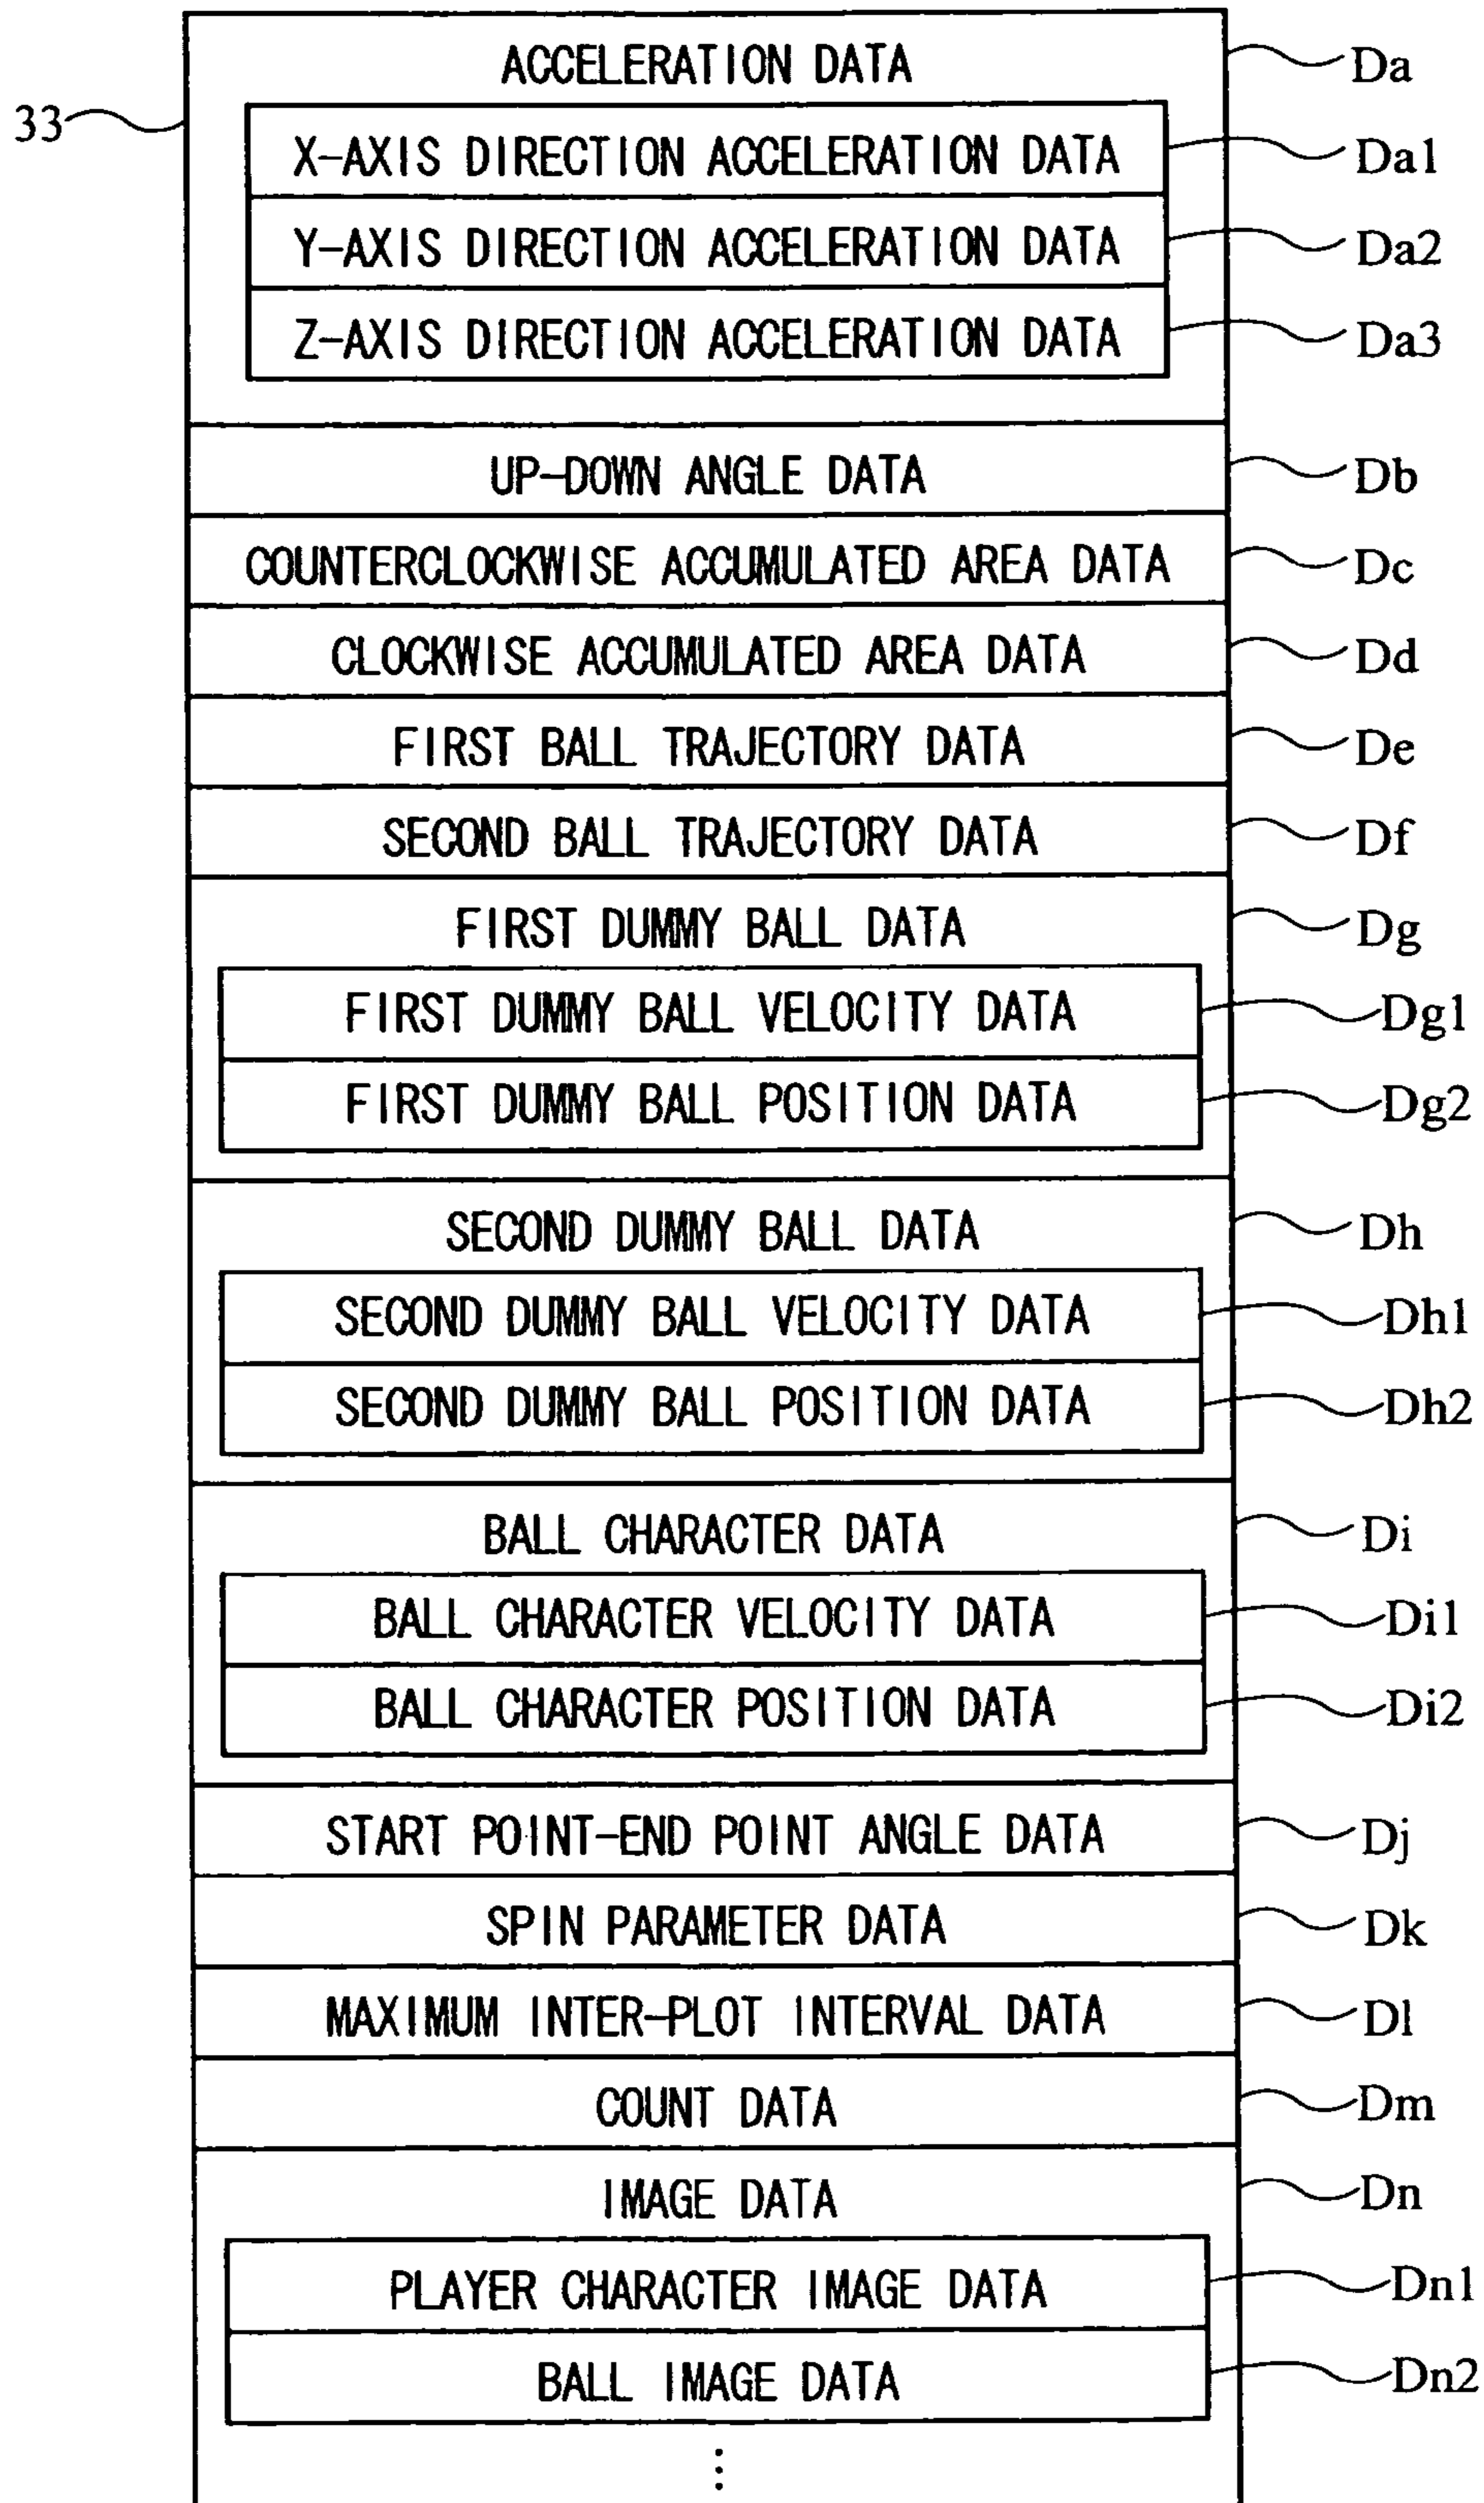 ACCELERATION DATA Da
33
X-AXIS DIRECTION ACCELERATION DATA Da1
Y-AXIS DIRECTION ACCELERATION DATA Da2
Z-AXIS DIRECTION ACCELERATION DATA Da3
UP-DOWN ANGLE DATA Db
COUNTERCLOCKWISE ACCUMULATED AREA DATA Dc
CLOCKWISE ACCUMULATED AREA DATA Dd
FIRST BALL TRAJECTORY DATA De
SECOND BALL TRAJECTORY DATA Df
FIRST DUMMY BALL DATA Dg
FIRST DUMMY BALL VELOCITY DATA Dg1
FIRST DUMMY BALL POSITION DATA Dg2
SECOND DUMMY BALL DATA Dh
SECOND DUMMY BALL VELOCITY DATA Dh1
SECOND DUMMY BALL POSITION DATA Dh2
BALL CHARACTER DATA Di
BALL CHARACTER VELOCITY DATA Di1
BALL CHARACTER POSITION DATA Di2
START POINT-END POINT ANGLE DATA Dj
SPIN PARAMETER DATA Dk
MAXIMUM INTER-PLOT INTERVAL DATA Dl
COUNT DATA Dm
IMAGE DATA Dn
PLAYER CHARACTER IMAGE DATA Dn1
BALL IMAGE DATA Dn2
⋮